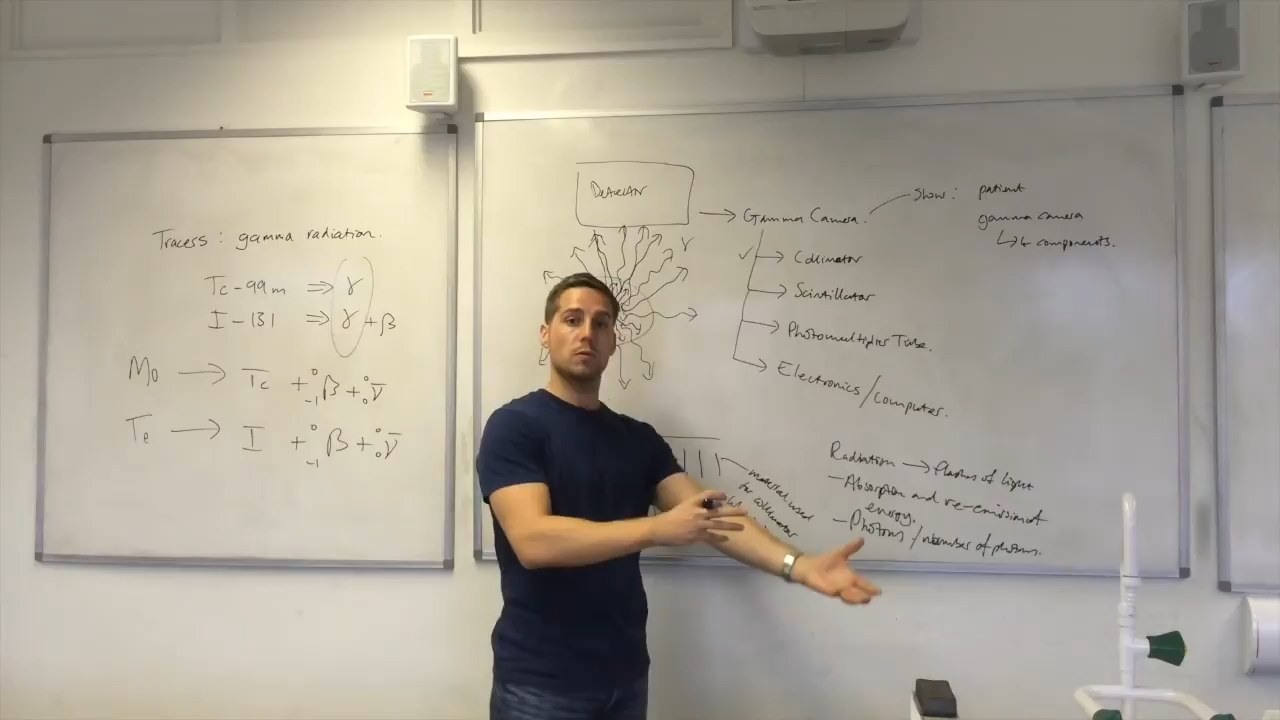 Tracers : gamma radiation.
Tc-99m ⇒ γ
I-131 ⇒ γ + β
Mo → Tc + ⁰₋₁β + ⁰₀ν̄
Te → I + ⁰₋₁β + ⁰₀ν̄
Detector
γ
→ Gamma Camera.
✓ → Collimator
→ Scintillator
→ Photomultiplier Tube.
→ Electronics/Computer.
Show : patient
gamma camera
↳ 4 components.
material used
for collimator
Radiation → flashes of light
- Absorption and re-emission of
energy.
- Photons / number of photons.